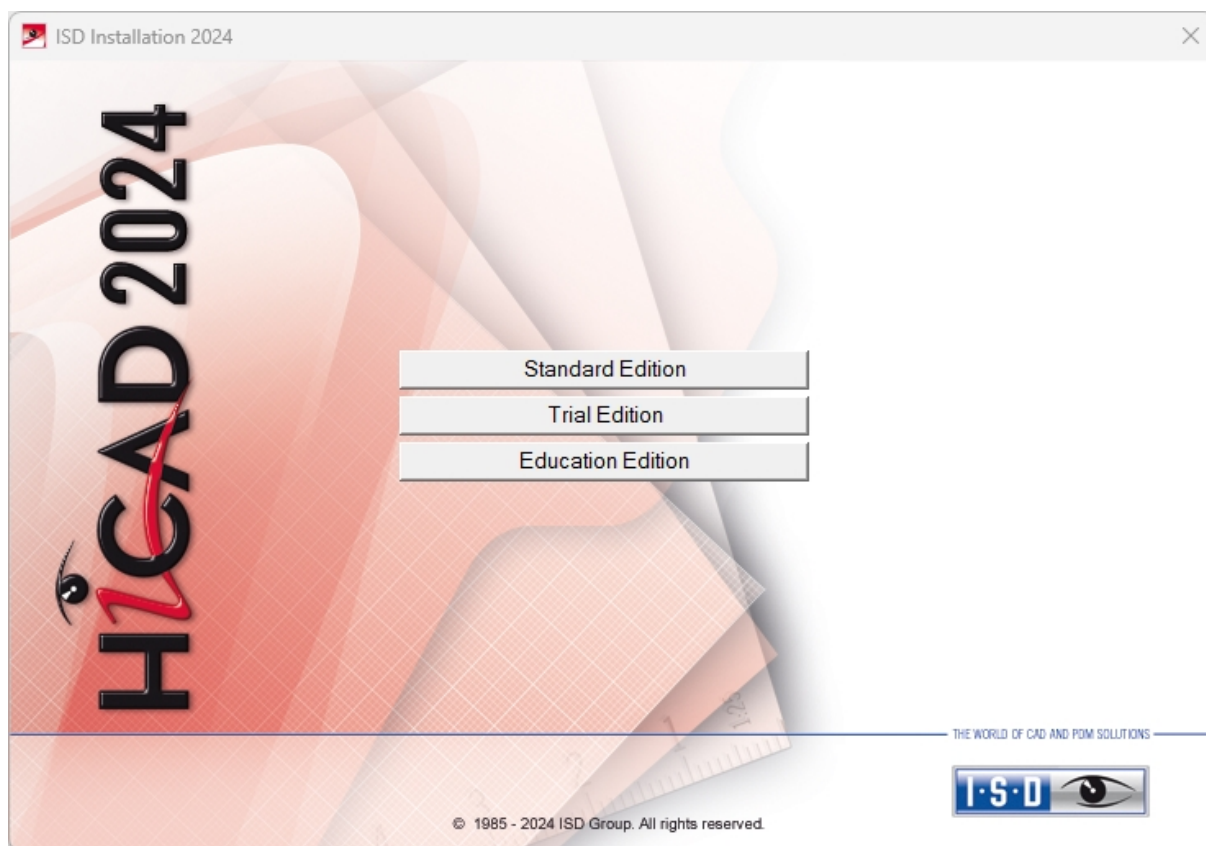 ISD Installation 2024
HiCAD 2024
Standard Edition
Trial Edition
Education Edition
THE WORLD OF CAD AND PDM SOLUTIONS
I·S·D
© 1985 - 2024 ISD Group. All rights reserved.